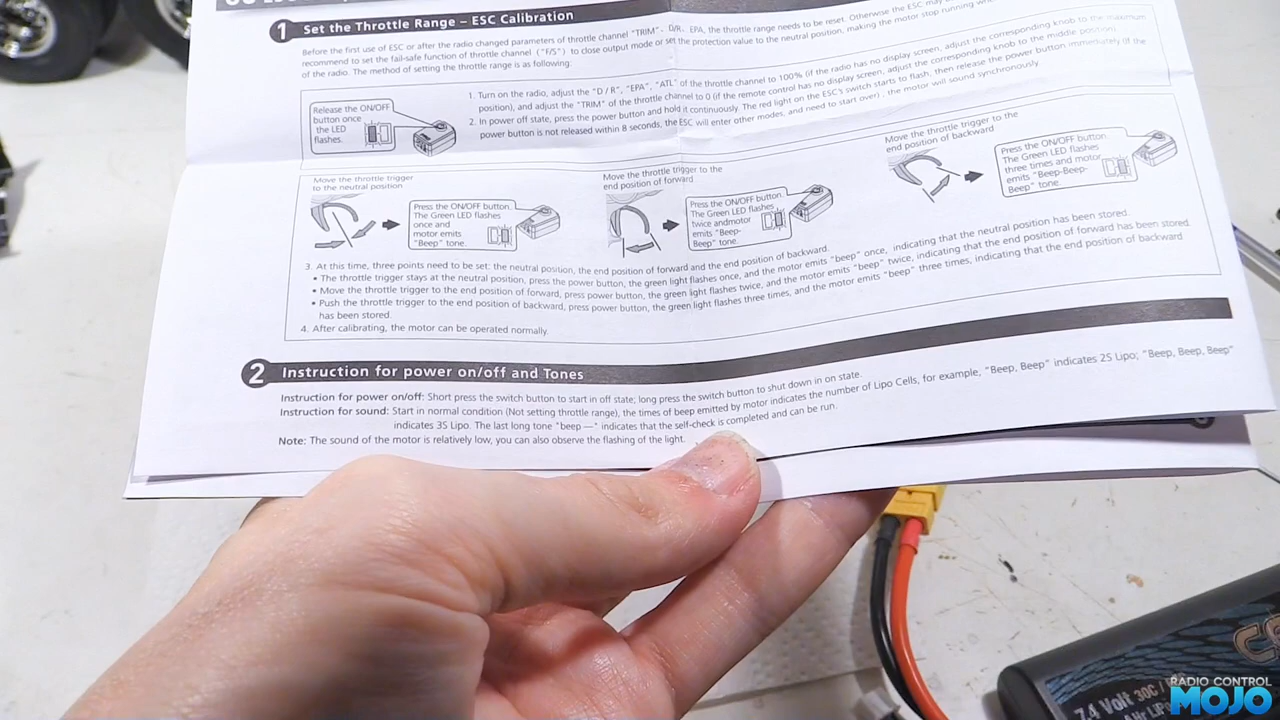 1 Set the Throttle Range – ESC Calibration
Before the first use of ESC or after the radio changed parameters of throttle channel "TRIM"、D/R、EPA, the throttle range needs to be reset. Otherwise the ESC may
recommend to set the fail-safe function of throttle channel ("F/S") to close output mode or set the protection value to the neutral position, making the motor stop running
of the radio. The method of setting the throttle range is as following:
Release the ON/OFF
button once
the LED
flashes.
1. Turn on the radio, adjust the "D / R", "EPA", "ATL" of the throttle channel to 100% (if the radio has no display screen, adjust the corresponding knob to the maximum
position), and adjust the "TRIM" of the throttle channel to 0 (if the remote control has no display screen, adjust the corresponding knob to the middle position).
2. In power off state, press the power button and hold it continuously. The red light on the ESC's switch starts to flash, then release the power button immediately (If the
power button is not released within 8 seconds, the ESC will enter other modes, and need to start over) , the motor will sound synchronously.
Move the throttle trigger
to the neutral position
Press the ON/OFF button.
The Green LED flashes
once and
motor emits
"Beep" tone.
Move the throttle trigger to the
end position of forward
Press the ON/OFF button.
The Green LED flashes
twice andmotor
emits "Beep-
Beep" tone.
Move the throttle trigger to the
end position of backward
Press the ON/OFF button.
The Green LED flashes
three times and motor
emits "Beep-Beep-
Beep" tone.
3. At this time, three points need to be set: the neutral position, the end position of forward and the end position of backward.
• The throttle trigger stays at the neutral position, press the power button, the green light flashes once, and the motor emits "beep" once, indicating that the neutral position has been stored.
• Move the throttle trigger to the end position of forward, press power button, the green light flashes twice, and the motor emits "beep" twice, indicating that the end position of forward has been stored.
• Push the throttle trigger to the end position of backward, press power button, the green light flashes three times, and the motor emits "beep" three times, indicating that the end position of backward
has been stored.
4. After calibrating, the motor can be operated normally.
2 Instruction for power on/off and Tones
Instruction for power on/off: Short press the switch button to start in off state; long press the switch button to shut down in on state.
Instruction for sound: Start in normal condition (Not setting throttle range), the times of beep emitted by motor indicates the number of Lipo Cells, for example, "Beep, Beep" indicates 2S Lipo; "Beep, Beep, Beep"
indicates 3S Lipo. The last long tone "beep —" indicates that the self-check is completed and can be run.
Note: The sound of the motor is relatively low, you can also observe the flashing of the light.
7.4 Volt 30C
RADIO CONTROL
MOJO